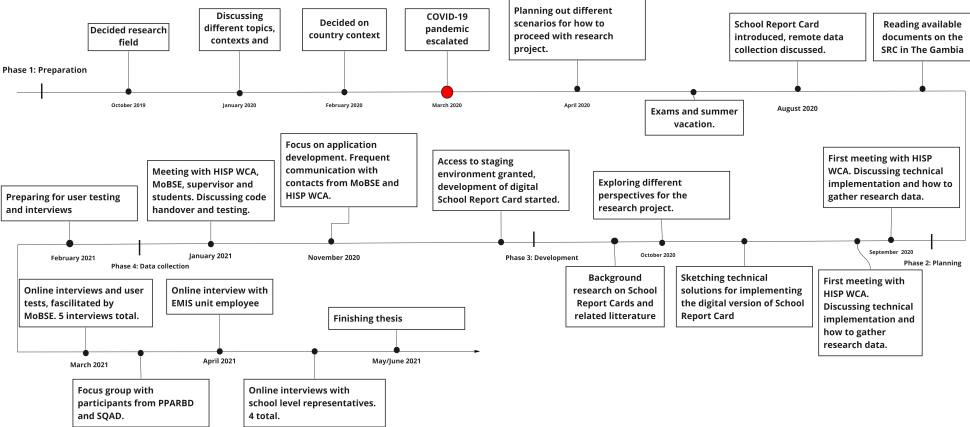 Decided research
field
Discussing
different topics,
contexts and
Decided on
country context
COVID-19
pandemic
escalated
Planning out different
scenarios for how to
proceed with research
project.
School Report Card
introduced, remote data
collection discussed.
Reading available
documents on the
SRC in The Gambia
Phase 1: Preparation
October 2019
January 2020
February 2020
March 2020
April 2020
Exams and summer
vacation.
August 2020
First meeting with HISP
WCA. Discussing technical
implementation and how to
gather research data.
September 2020
Phase 2: Planning
First meeting with
HISP WCA.
Discussing technical
implementation and
how to gather
research data.
Sketching technical
solutions for implementing
the digital version of School
Report Card
Exploring different
perspectives for the
research project.
October 2020
Background
research on School
Report Cards and
related litterature
Phase 3: Development
Access to staging
environment granted,
development of digital
School Report Card started.
Focus on application
development. Frequent
communication with
contacts from MoBSE and
HISP WCA.
November 2020
Meeting with HISP WCA,
MoBSE, supervisor and
students. Discussing code
handover and testing.
January 2021
Phase 4: Data collection
Preparing for user testing
and interviews
February 2021
Online interviews and user
tests, fascilitated by
MoBSE. 5 interviews total.
March 2021
Focus group with
participants from PPARBD
and SQAD.
Online interview with
EMIS unit employee
April 2021
Online interviews with
school level representatives.
4 total.
Finishing thesis
May/June 2021